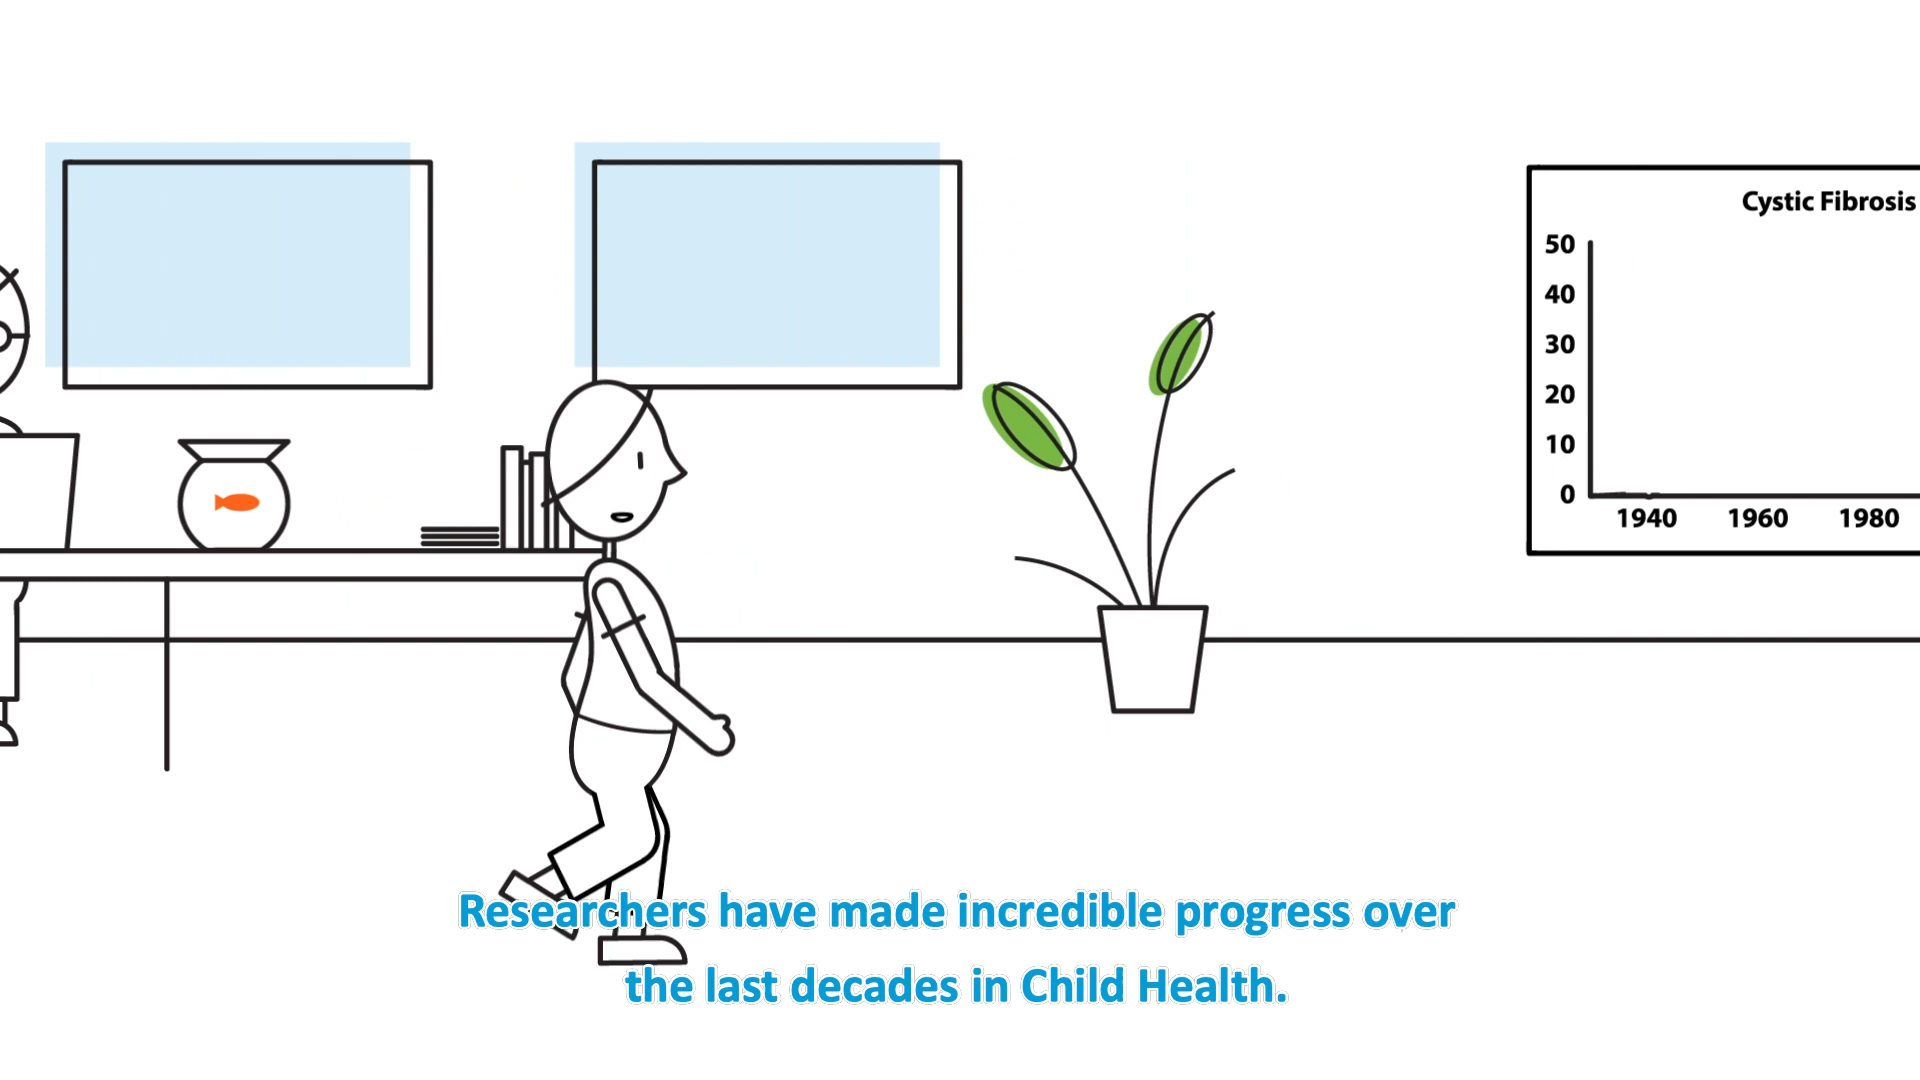 Cystic Fibrosis
50
40
30
20
10
0
1940 1960 1980
Researchers have made incredible progress over
the last decades in Child Health.